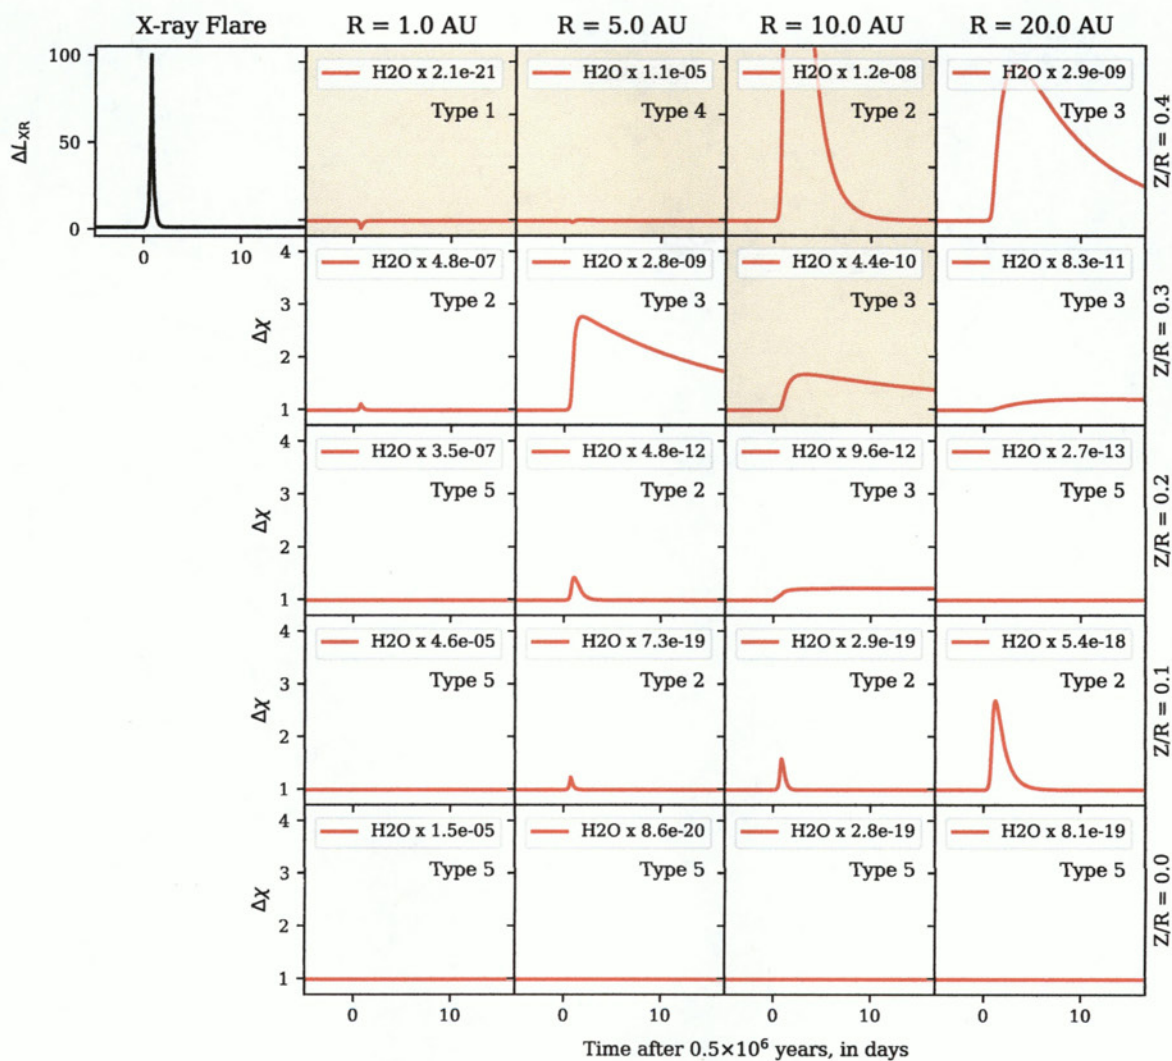 X-ray Flare R = 1.0 AU R = 5.0 AU R = 10.0 AU R = 20.0 AU
100
50
0
ΔL_XR
0 10
H2O x 2.1e-21 H2O x 1.1e-05 H2O x 1.2e-08 H2O x 2.9e-09
Type 1 Type 4 Type 2 Type 3
Z/R = 0.4
4
3
2
1
Δχ
H2O x 4.8e-07 H2O x 2.8e-09 H2O x 4.4e-10 H2O x 8.3e-11
Type 2 Type 3 Type 3 Type 3
Z/R = 0.3
4
3
2
1
Δχ
H2O x 3.5e-07 H2O x 4.8e-12 H2O x 9.6e-12 H2O x 2.7e-13
Type 5 Type 2 Type 3 Type 5
Z/R = 0.2
4
3
2
1
Δχ
H2O x 4.6e-05 H2O x 7.3e-19 H2O x 2.9e-19 H2O x 5.4e-18
Type 5 Type 2 Type 2 Type 2
Z/R = 0.1
4
3
2
1
Δχ
H2O x 1.5e-05 H2O x 8.6e-20 H2O x 2.8e-19 H2O x 8.1e-19
Type 5 Type 5 Type 5 Type 5
Z/R = 0.0
0 10 0 10 0 10 0 10
Time after 0.5×10⁶ years, in days